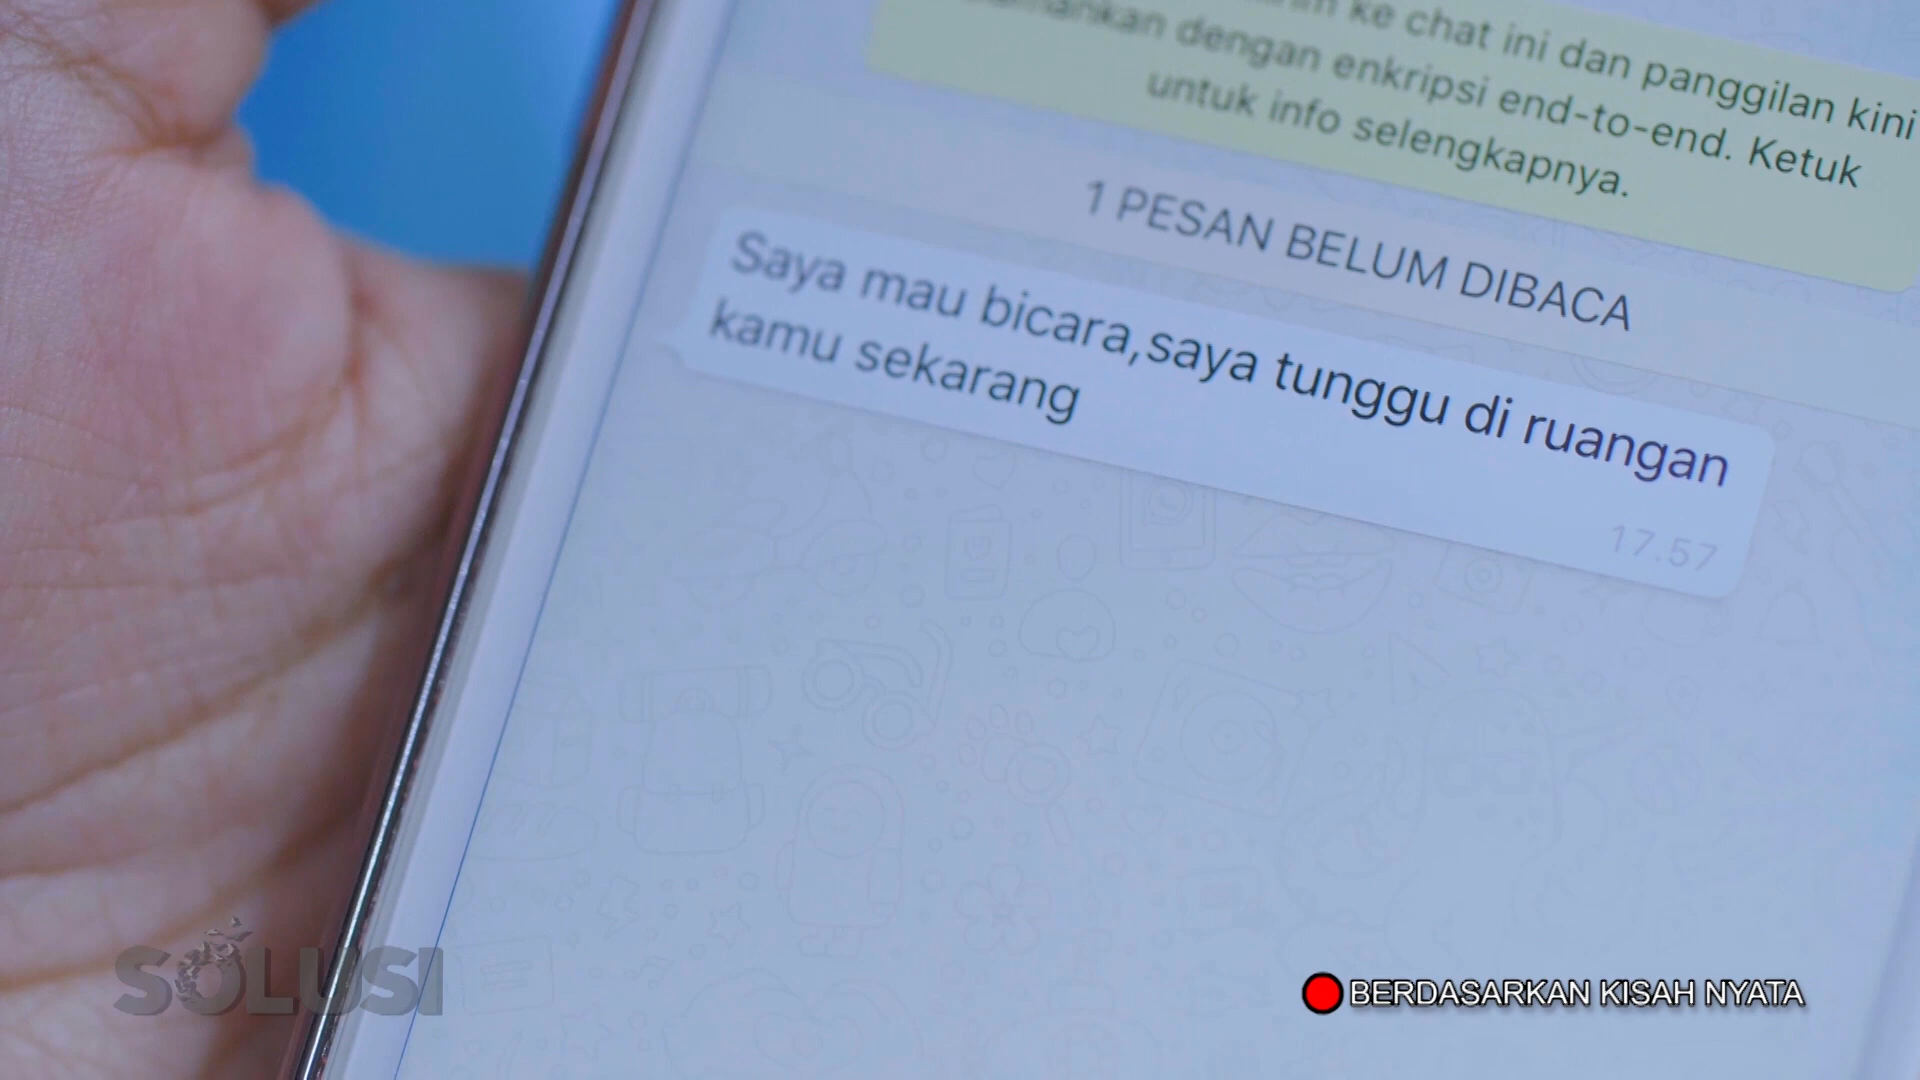 ke chat ini dan panggilan kini
dengan enkripsi end-to-end. Ketuk
untuk info selengkapnya.
1 PESAN BELUM DIBACA
Saya mau bicara,saya tunggu di ruangan
kamu sekarang
17.57
SOLUSI
BERDASARKAN KISAH NYATA